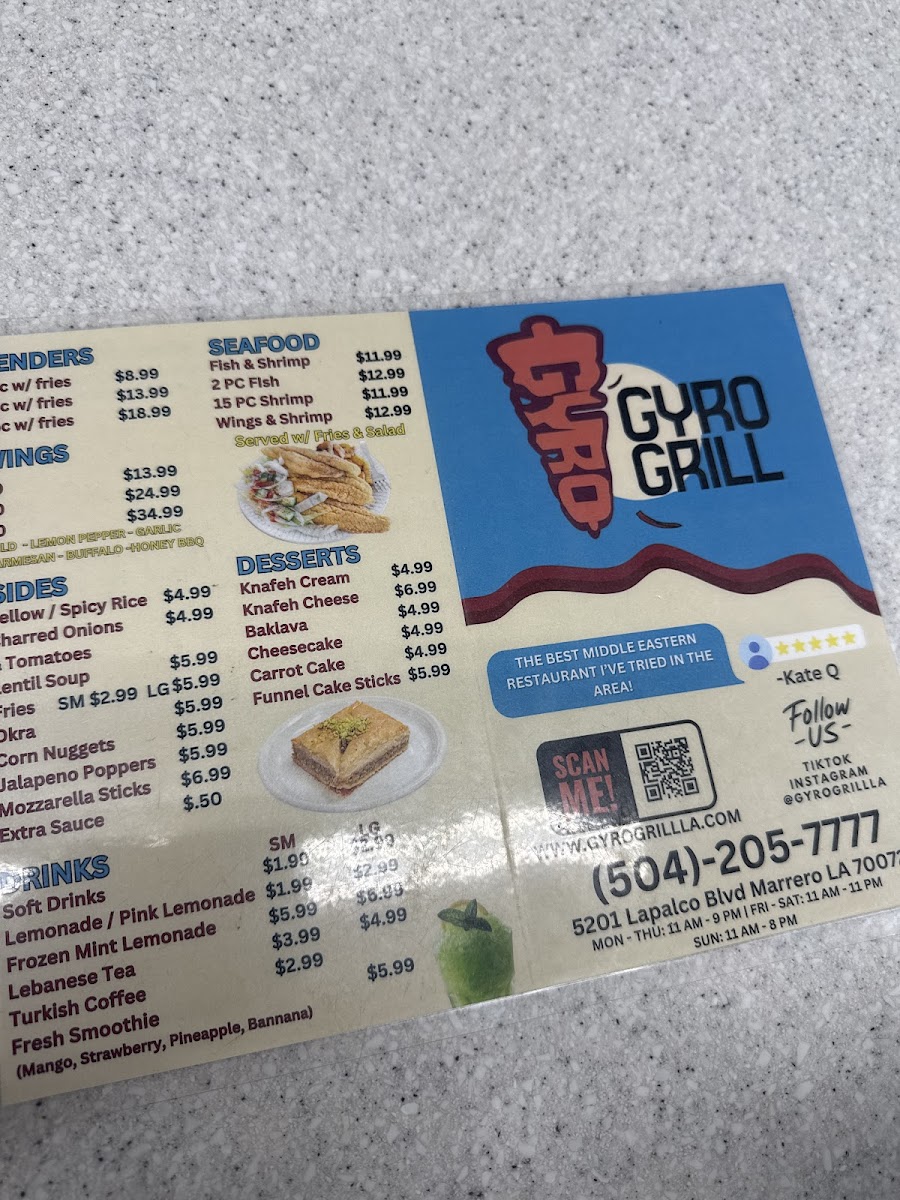 ENDERS
c w/ fries $8.99
c w/ fries $13.99
c w/ fries $18.99
WINGS
$13.99
$24.99
$34.99
LD - LEMON PEPPER - GARLIC
ARMESAN - BUFFALO -HONEY BBQ
SIDES
ellow / Spicy Rice $4.99
harred Onions $4.99
Tomatoes
entil Soup $5.99
Fries SM $2.99 LG $5.99
Okra $5.99
Corn Nuggets $5.99
Jalapeno Poppers $5.99
Mozzarella Sticks $6.99
Extra Sauce $.50
DRINKS
SM LG
Soft Drinks $1.99 $2.99
Lemonade / Pink Lemonade $1.99 $2.99
Frozen Mint Lemonade $5.99 $6.99
Lebanese Tea $3.99 $4.99
Turkish Coffee $2.99
Fresh Smoothie $5.99
(Mango, Strawberry, Pineapple, Bannana)
SEAFOOD
Fish & Shrimp $11.99
2 PC FIsh $12.99
15 PC Shrimp $11.99
Wings & Shrimp $12.99
Served w/ Fries & Salad
DESSERTS
Knafeh Cream $4.99
Knafeh Cheese $6.99
Baklava $4.99
Cheesecake $4.99
Carrot Cake $4.99
Funnel Cake Sticks $5.99
GYRO
GYRO
GRILL
THE BEST MIDDLE EASTERN
RESTAURANT I'VE TRIED IN THE
AREA!
-Kate Q
SCAN
ME!
Follow
-US-
TIKTOK
INSTAGRAM
@GYROGRILLLA
WWW.GYROGRILLLA.COM
(504)-205-7777
5201 Lapalco Blvd Marrero LA 70072
MON - THU: 11 AM - 9 PM | FRI - SAT: 11 AM - 11 PM
SUN: 11 AM - 8 PM